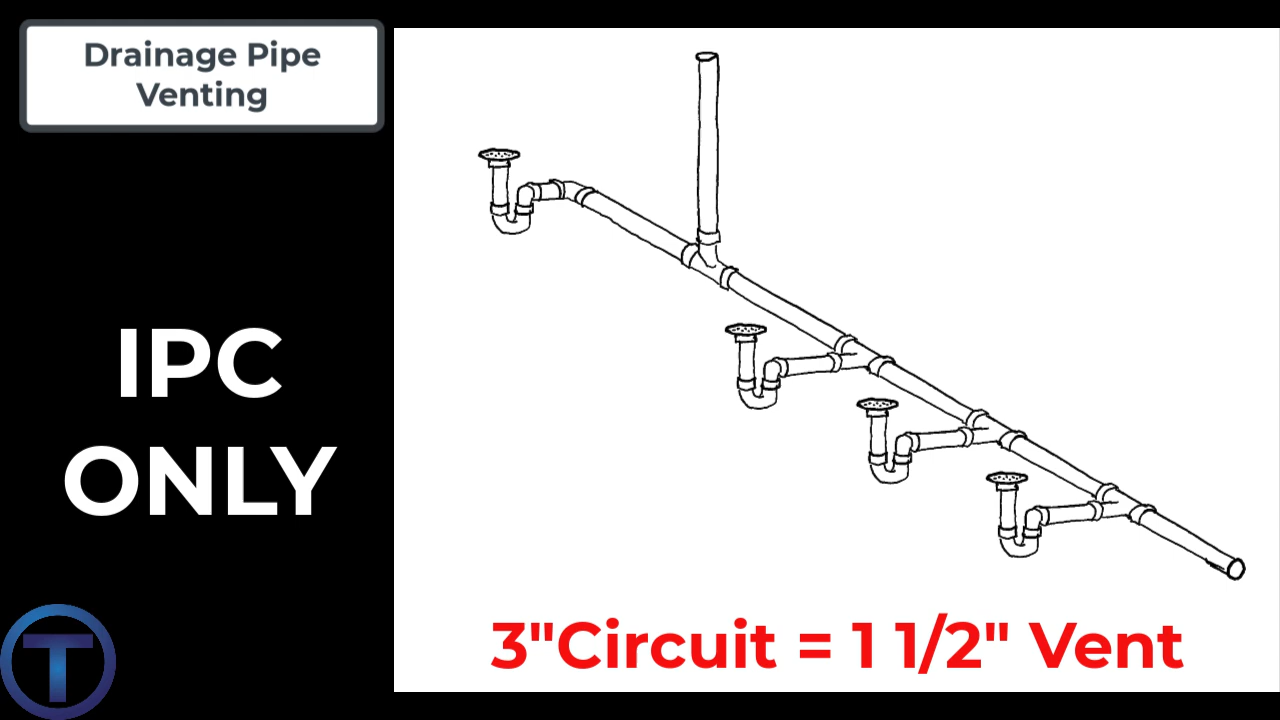 Drainage Pipe
Venting
IPC
ONLY
T
3"Circuit = 1 1/2" Vent